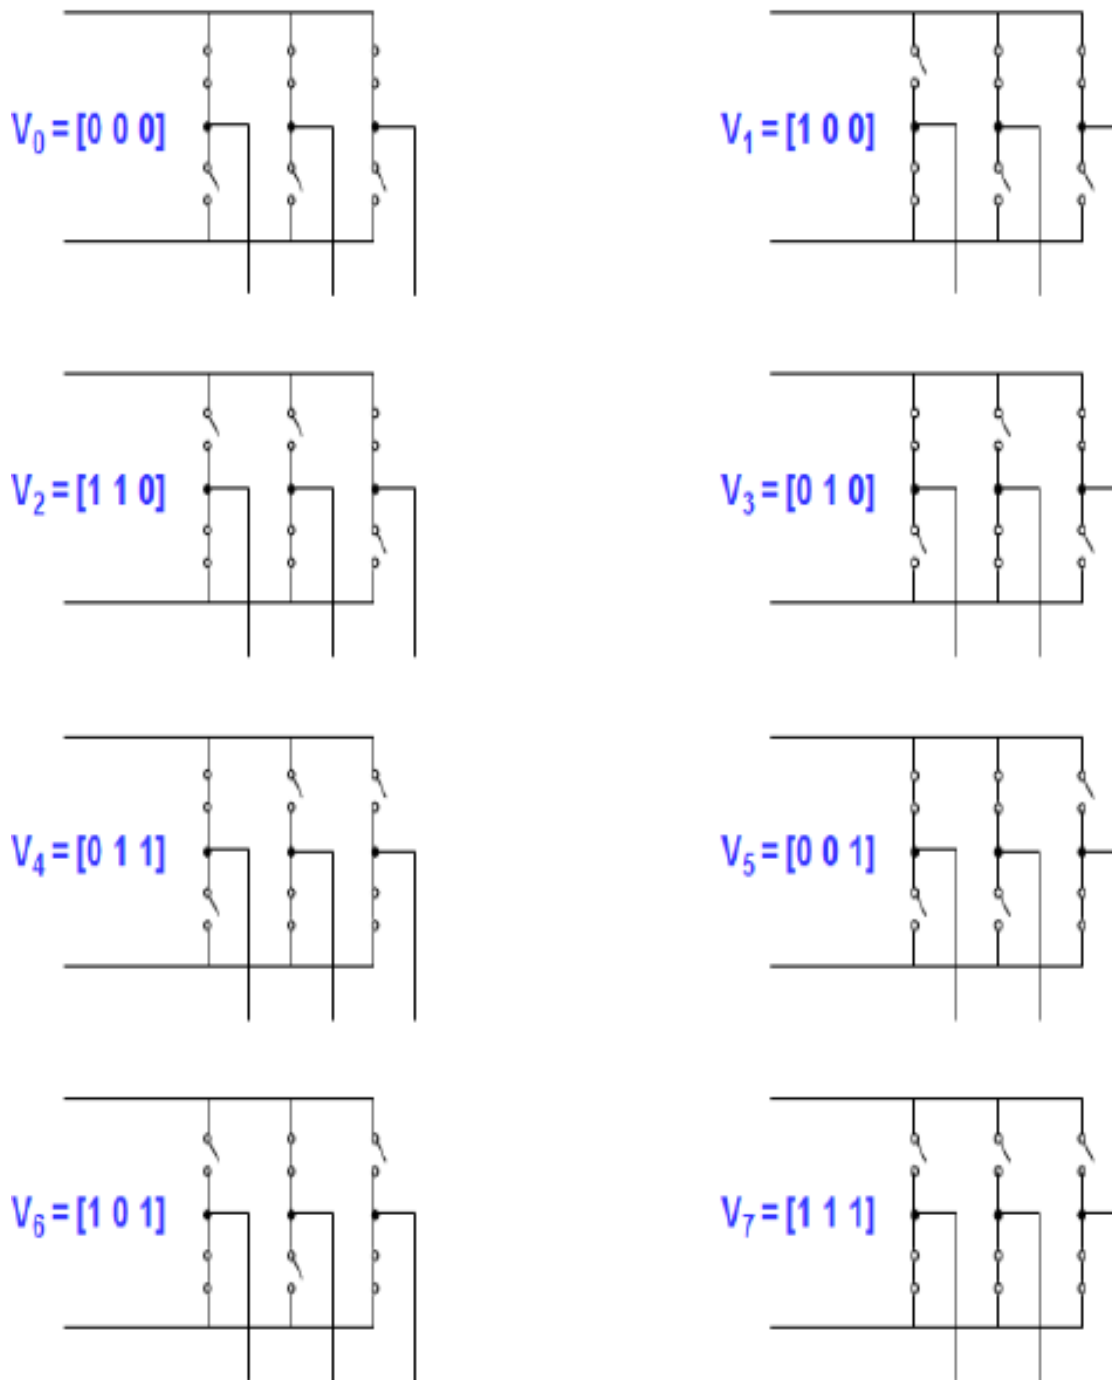 V₀ = [0 0 0]
V₁ = [1 0 0]
V₂ = [1 1 0]
V₃ = [0 1 0]
V₄ = [0 1 1]
V₅ = [0 0 1]
V₆ = [1 0 1]
V₇ = [1 1 1]